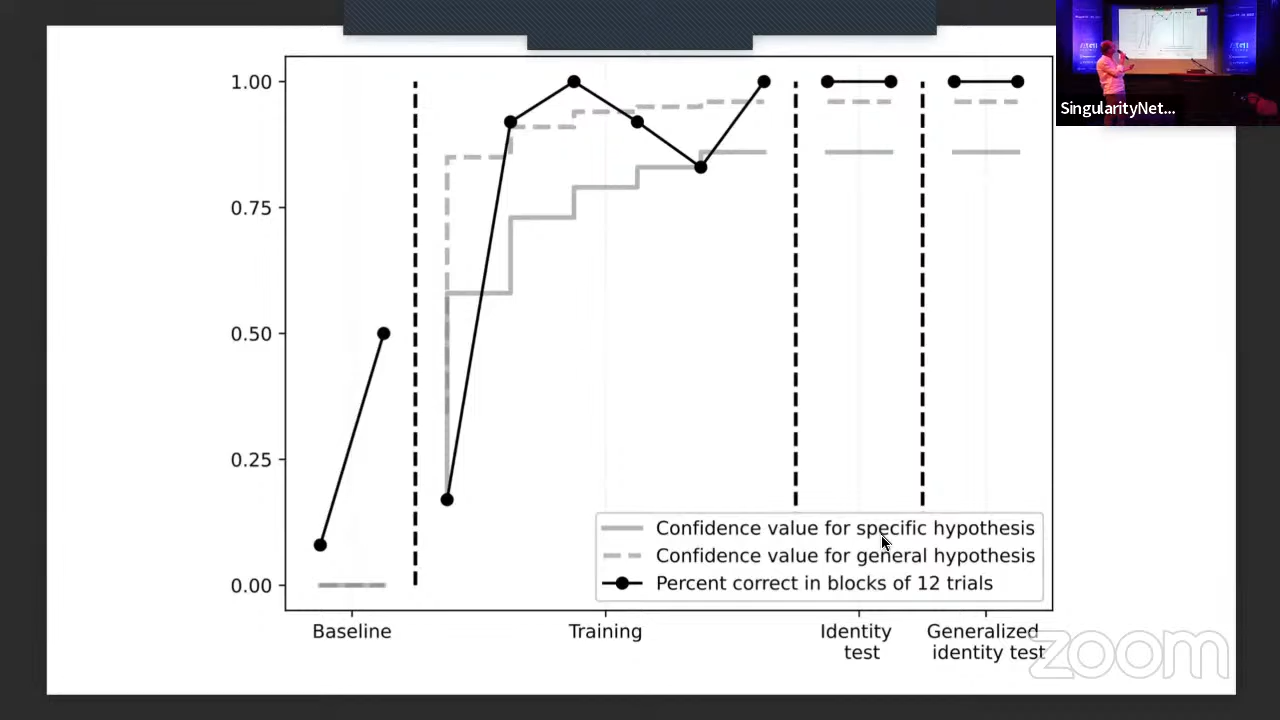 1.00
0.75
0.50
0.25
0.00
Confidence value for specific hypothesis
Confidence value for general hypothesis
Percent correct in blocks of 12 trials
Baseline
Training
Identity
test
Generalized
identity test
SingularityNet...
zoom